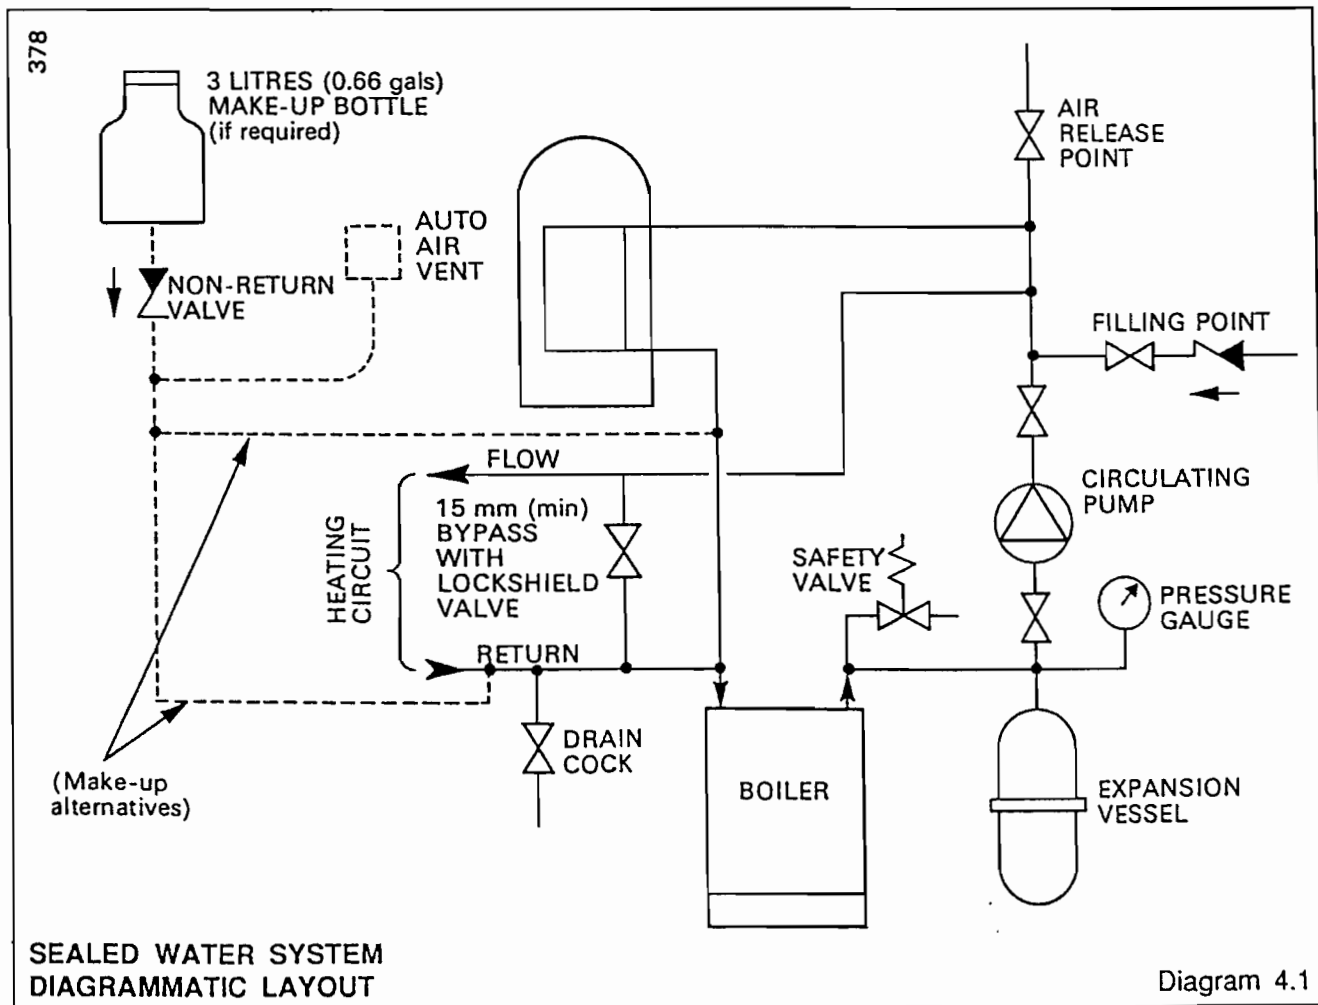 378
3 LITRES (0.66 gals)
MAKE-UP BOTTLE
(if required)
AUTO
AIR
VENT
NON-RETURN
VALVE
AIR
RELEASE
POINT
FILLING POINT
FLOW
15 mm (min)
BYPASS
WITH
LOCKSHIELD
VALVE
HEATING
CIRCUIT
RETURN
CIRCULATING
PUMP
SAFETY
VALVE
PRESSURE
GAUGE
DRAIN
COCK
(Make-up
alternatives)
BOILER
EXPANSION
VESSEL
SEALED WATER SYSTEM
DIAGRAMMATIC LAYOUT
Diagram 4.1